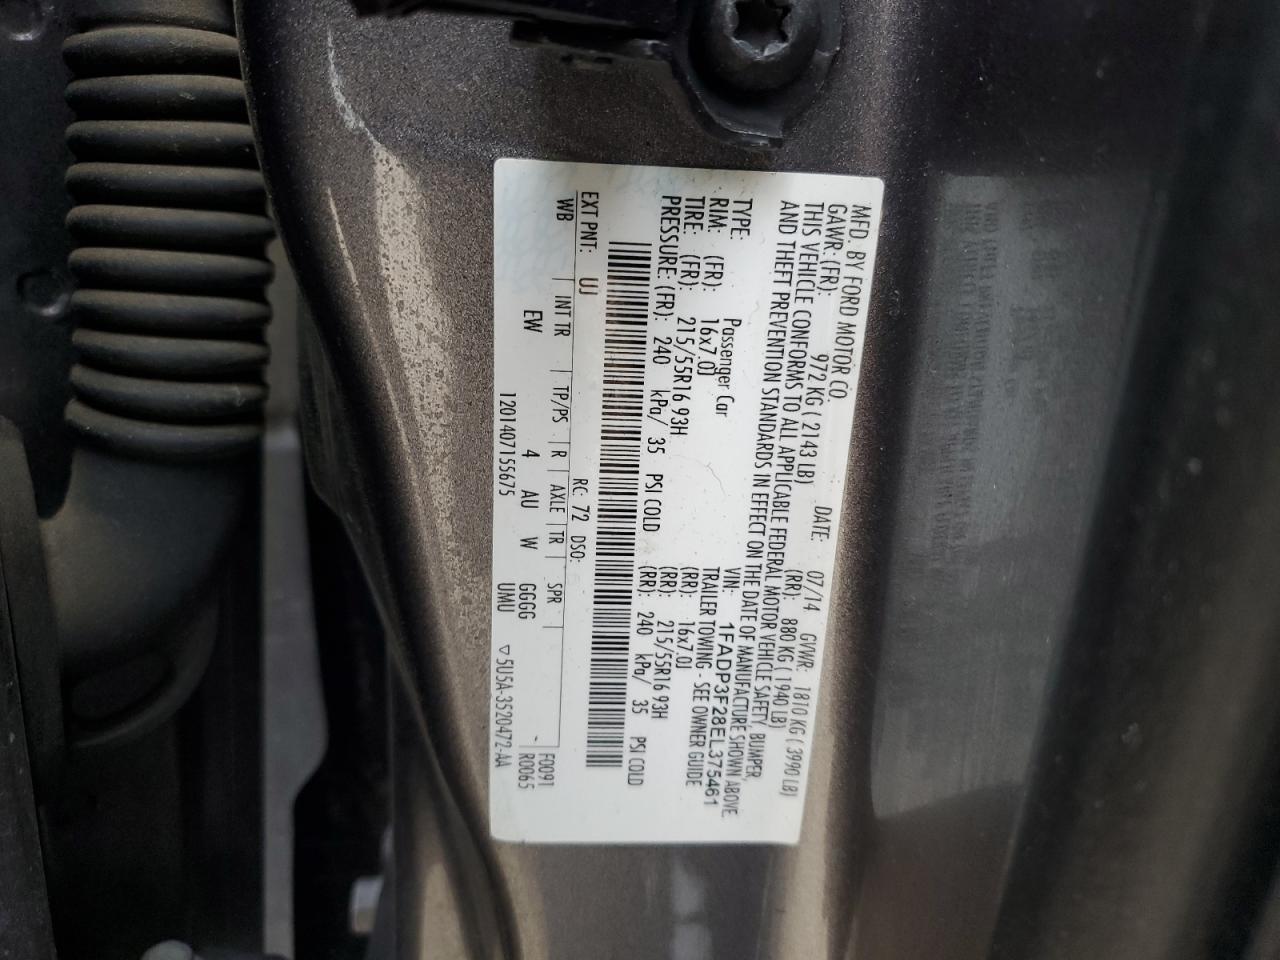 MFD. BY FORD MOTOR CO.
DATE: 07/14 GVWR: 1810 KG ( 3990 LB)
GAWR: (FR): 972 KG ( 2143 LB) (RR): 880 KG ( 1940 LB)
THIS VEHICLE CONFORMS TO ALL APPLICABLE FEDERAL MOTOR VEHICLE SAFETY, BUMPER,
AND THEFT PREVENTION STANDARDS IN EFFECT ON THE DATE OF MANUFACTURE SHOWN ABOVE.
VIN: 1FADP3F28EL375461
TYPE: Passenger Car TRAILER TOWING - SEE OWNER GUIDE
RIM: (FR): 16x7.0J (RR): 16x7.0J
TIRE: (FR): 215/55R16 93H (RR): 215/55R16 93H
PRESSURE: (FR): 240 kPa/ 35 PSI COLD (RR): 240 kPa/ 35 PSI COLD
EXT PNT: UJ RC: 72 DSO:
WB INT TR TP/PS R AXLE TR SPR F0091
EW 4 AU W GGGG R0065
1201407155675 UMU ▽5U5A-3520472-AA